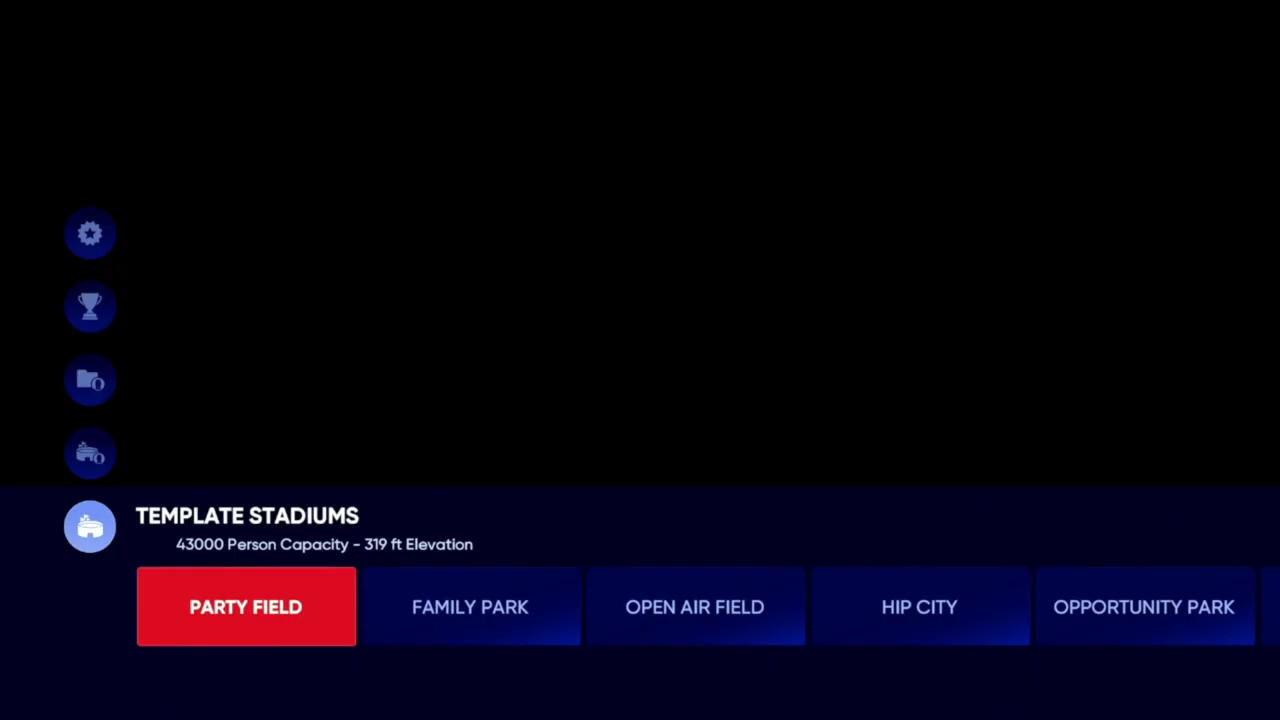 TEMPLATE STADIUMS
43000 Person Capacity - 319 ft Elevation
PARTY FIELD
FAMILY PARK
OPEN AIR FIELD
HIP CITY
OPPORTUNITY PARK